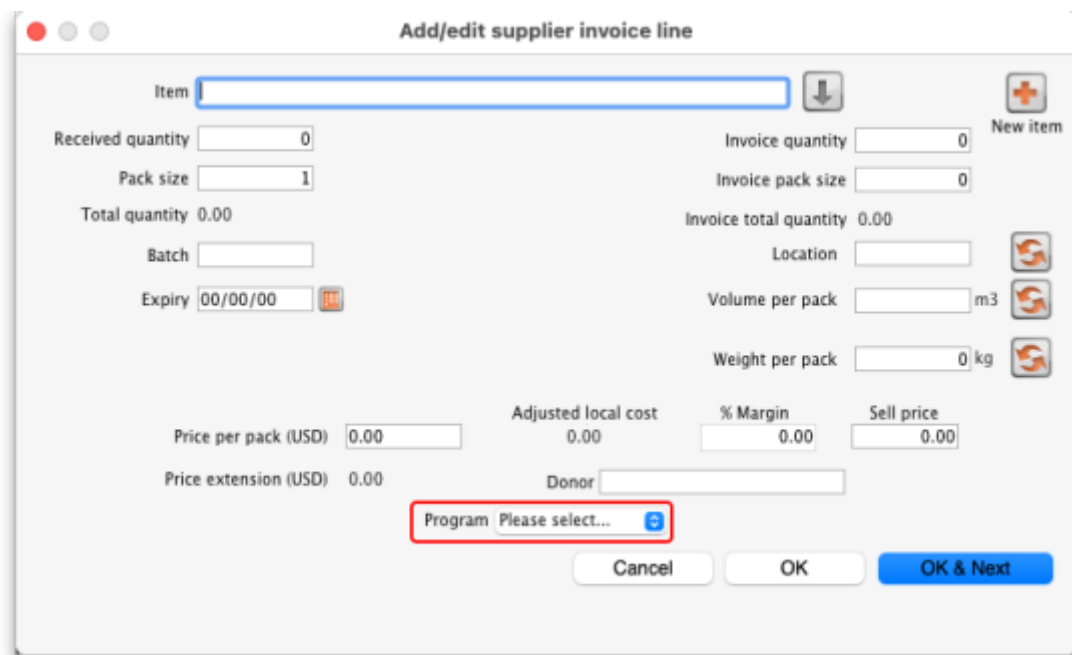 Add/edit supplier invoice line
Item
New item
Received quantity 0 Invoice quantity 0
Pack size 1 Invoice pack size 0
Total quantity 0.00 Invoice total quantity 0.00
Batch Location
Expiry 00/00/00 Volume per pack m3
Weight per pack 0 kg
Adjusted local cost % Margin Sell price
Price per pack (USD) 0.00 0.00 0.00 0.00
Price extension (USD) 0.00 Donor
Program Please select...
Cancel OK OK & Next